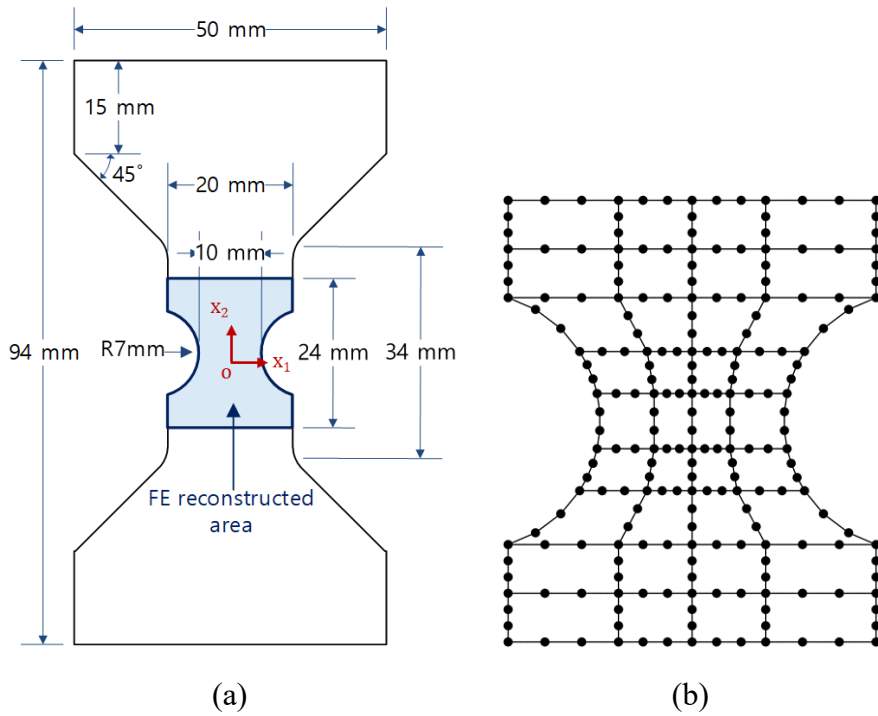 50 mm
15 mm
45°
20 mm
10 mm
x₂
R7mm
94 mm
24 mm
34 mm
x₁
o
FE reconstructed
area
(a)
(b)